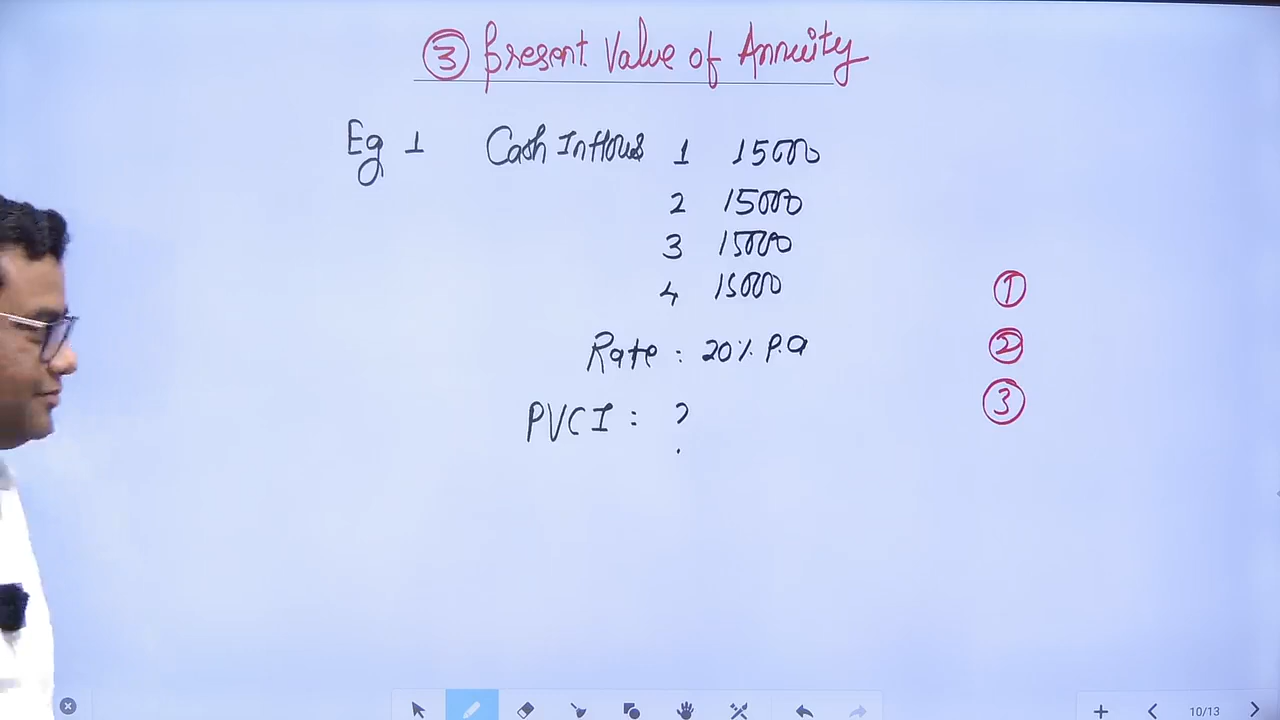 ③ Present Value of Annuity
Eg 1 Cash Inflows 1 15000
2 15000
3 15000
4 15000
①
Rate : 20% P.a
②
③
PVCI : ?
10/13